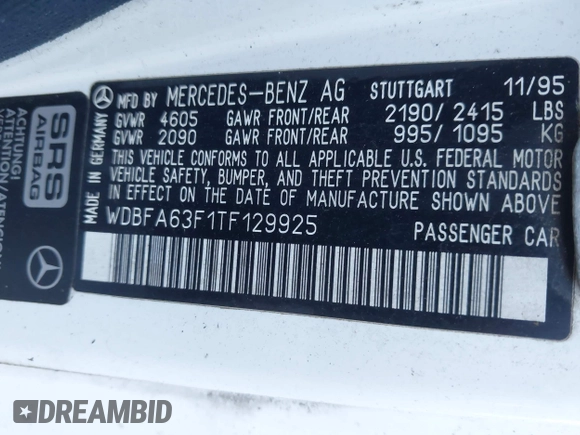 MFD BY MERCEDES-BENZ AG STUTTGART 11/95
GVWR 4605 GAWR FRONT/REAR 2190/2415 LBS
GVWR 2090 GAWR FRONT/REAR 995/1095 KG
THIS VEHICLE CONFORMS TO ALL APPLICABLE U.S. FEDERAL MOTOR
VEHICLE SAFETY, BUMPER, AND THEFT PREVENTION STANDARDS
IN EFFECT ON THE DATE OF MANUFACTURE SHOWN ABOVE.
WDBFA63F1TF129925 PASSENGER CAR
MADE IN GERMANY
SRS
AIRBAG
ACHTUNG!
ATTENTION/ATENCION
DREAMBID